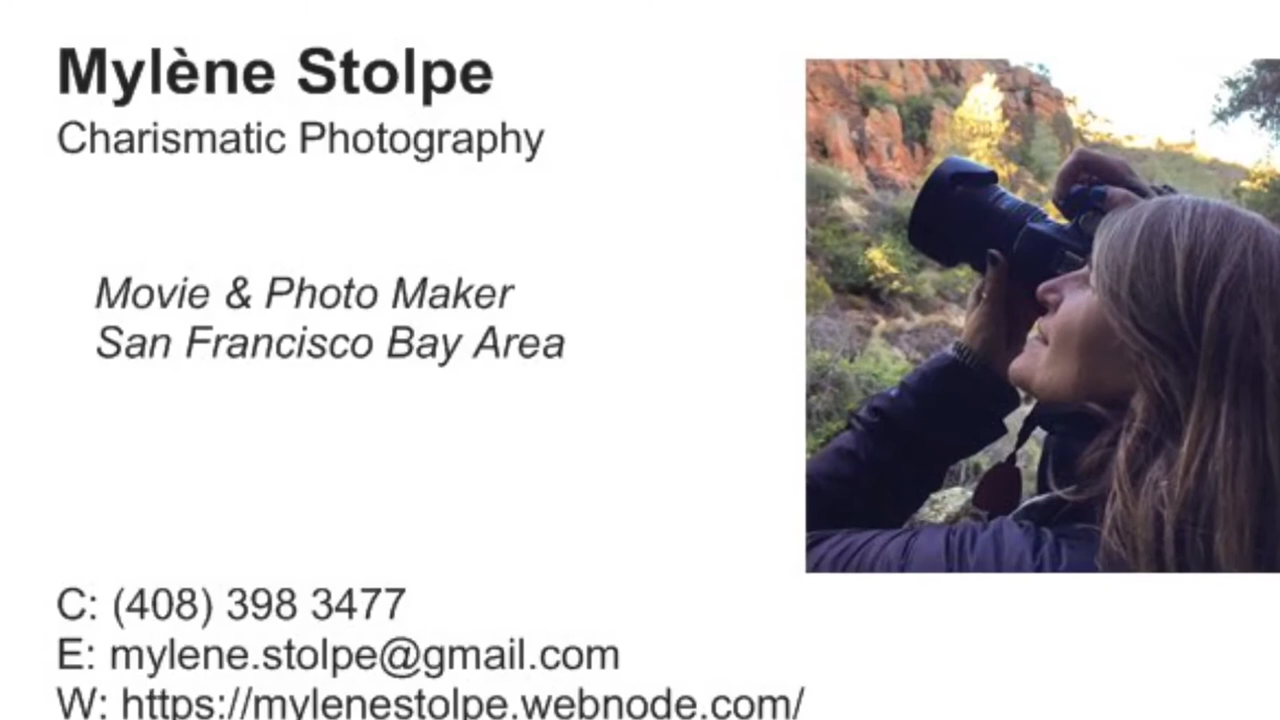 Mylène Stolpe
Charismatic Photography
Movie & Photo Maker
San Francisco Bay Area
C: (408) 398 3477
E: mylene.stolpe@gmail.com
W: https://mylenestolpe.webnode.com/